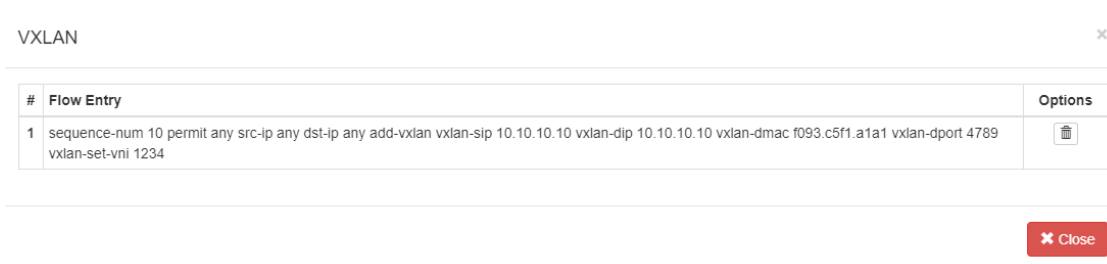 VXLAN
×
# Flow Entry Options
1 sequence-num 10 permit any src-ip any dst-ip any add-vxlan vxlan-sip 10.10.10.10 vxlan-dip 10.10.10.10 vxlan-dmac f093.c5f1.a1a1 vxlan-dport 4789
vxlan-set-vni 1234
✖ Close